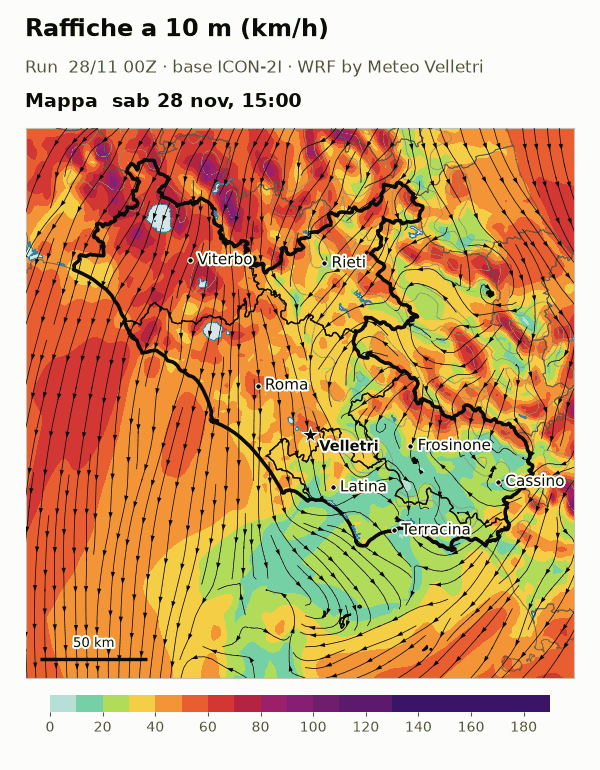 Raffiche a 10 m (km/h)
Run 28/11 00Z · base ICON-2I · WRF by Meteo Velletri
Mappa sab 28 nov, 15:00
Viterbo
Rieti
Roma
Velletri
Frosinone
Latina
Cassino
Terracina
50 km
0 20 40 60 80 100 120 140 160 180